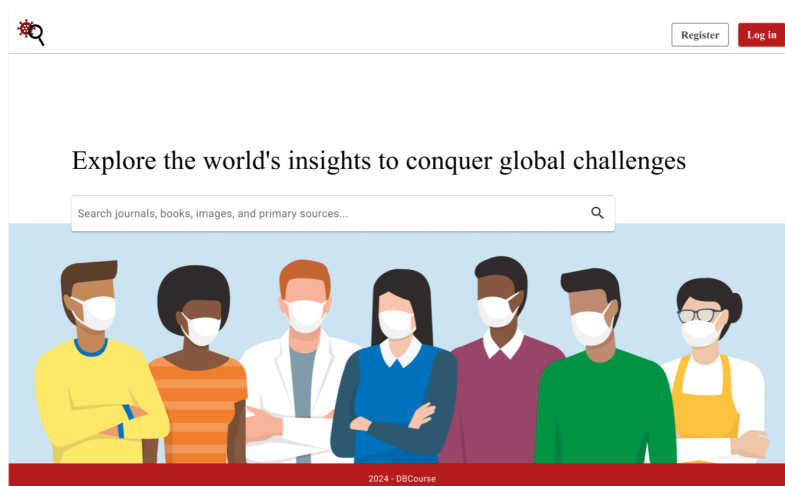 Register
Log in
Explore the world's insights to conquer global challenges
Search journals, books, images, and primary sources...
2024 - DBCourse